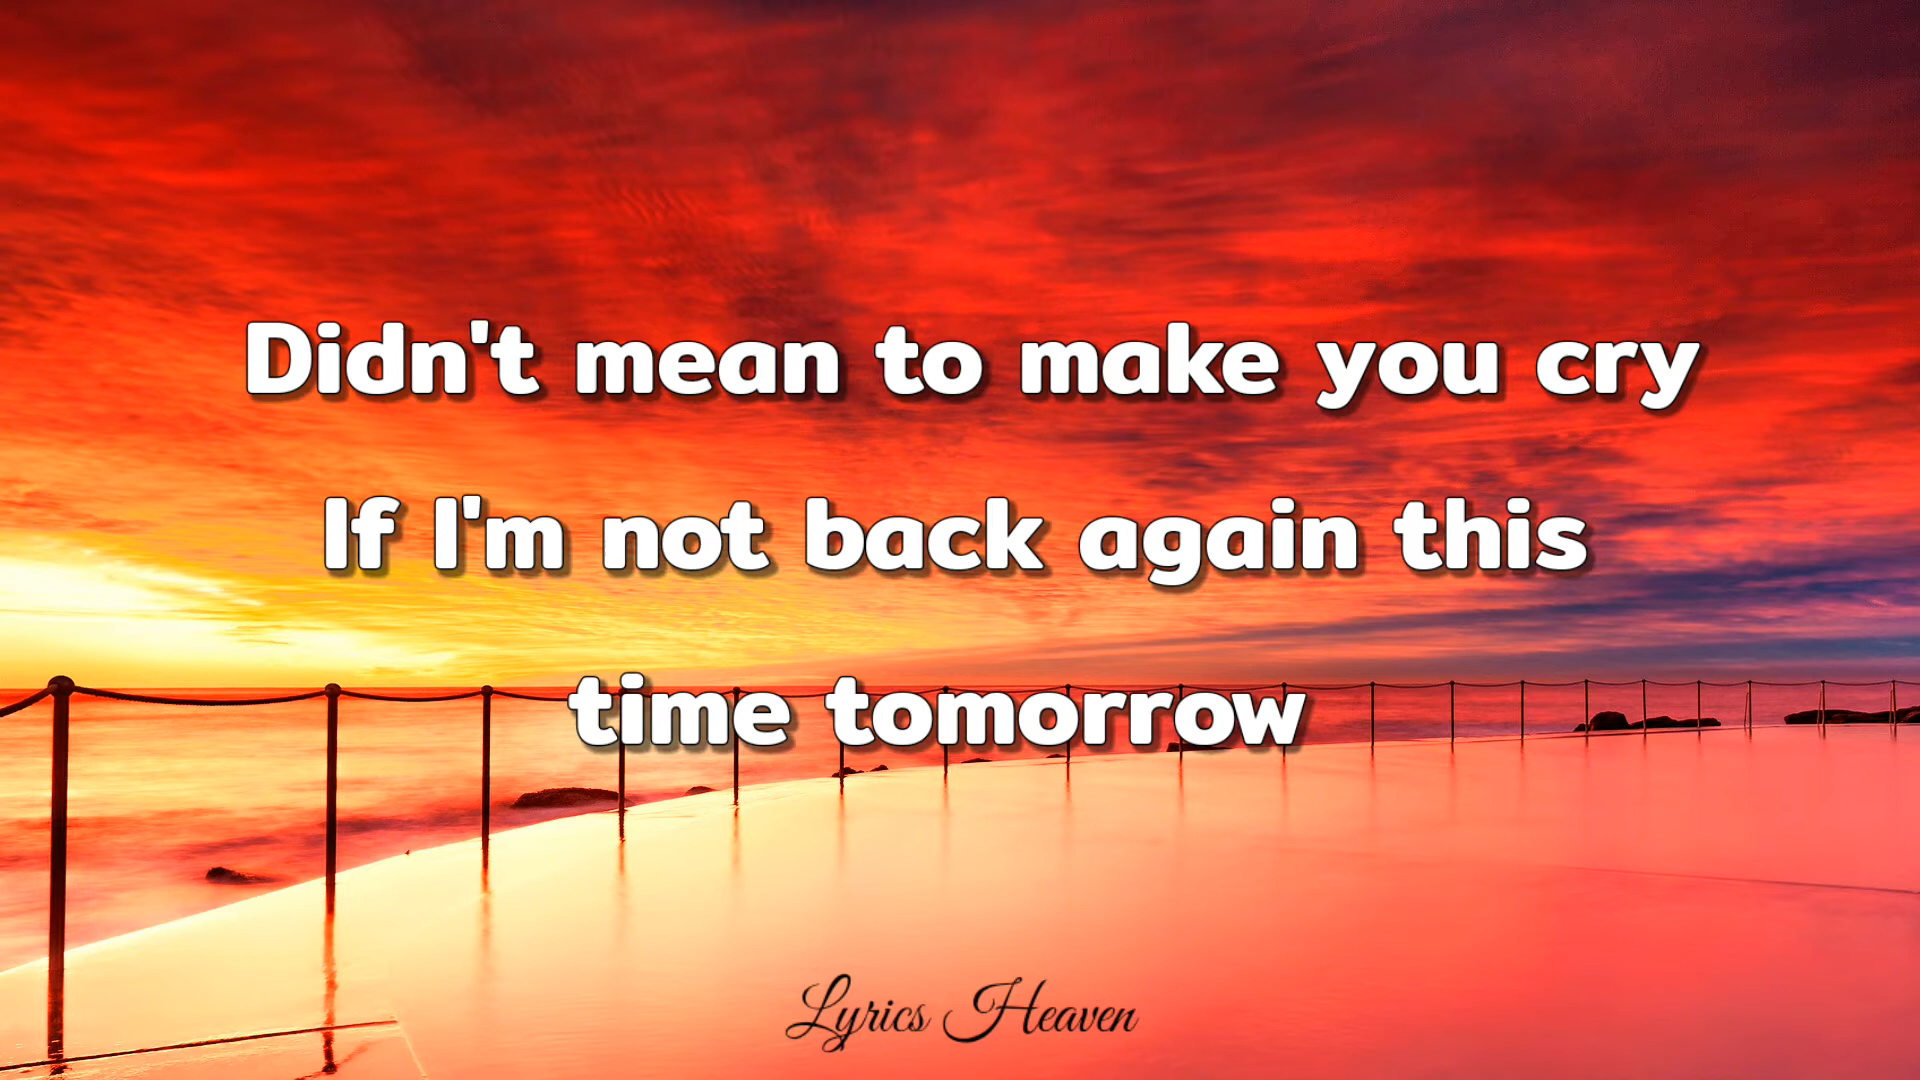 Didn't mean to make you cry
If I'm not back again this
time tomorrow
Lyrics Heaven